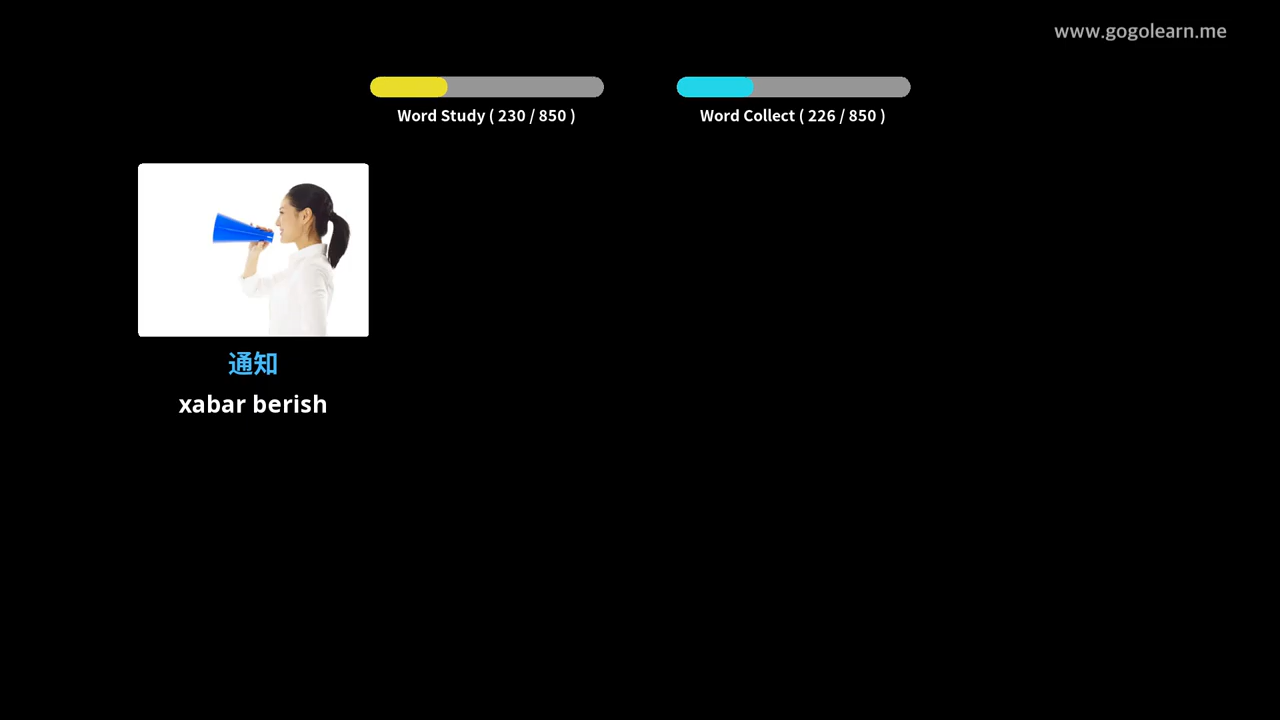 www.gogolearn.me
Word Study ( 230 / 850 )
Word Collect ( 226 / 850 )
通知
xabar berish